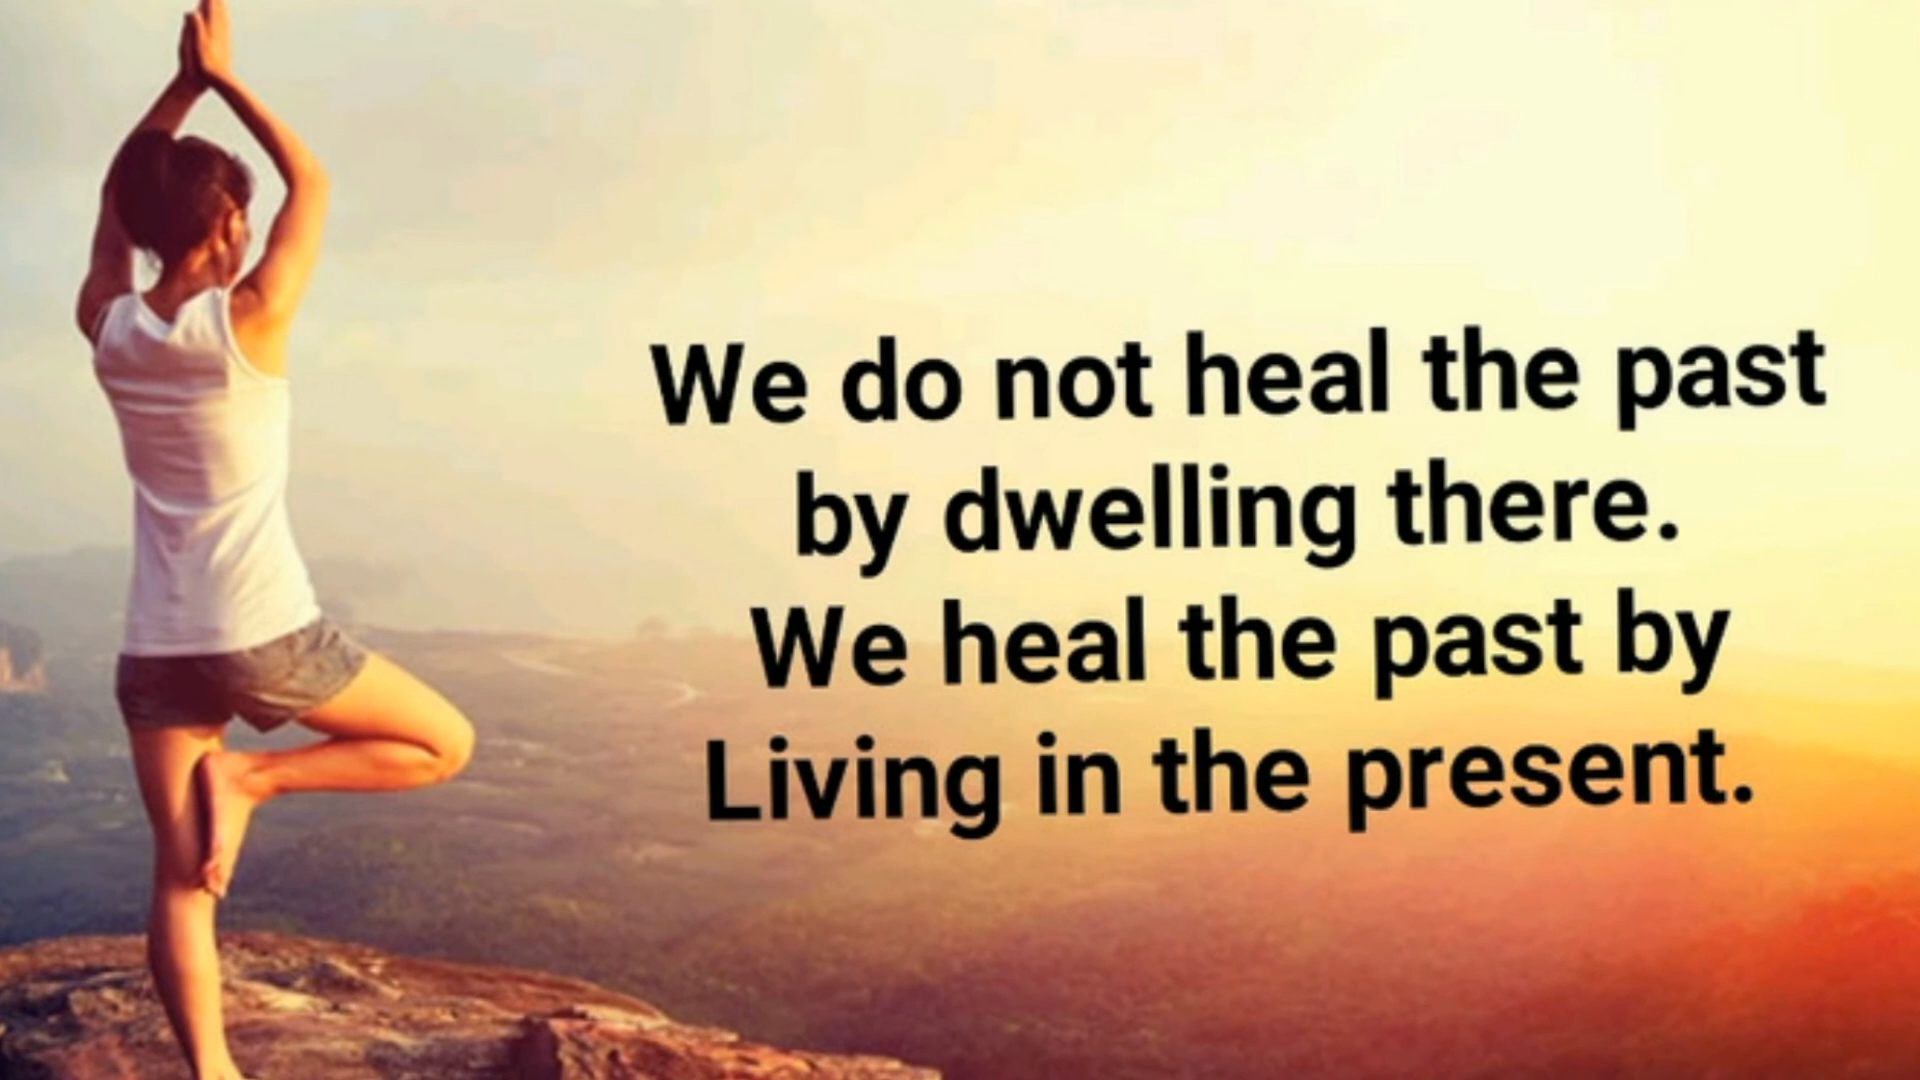 We do not heal the past
by dwelling there.
We heal the past by
Living in the present.